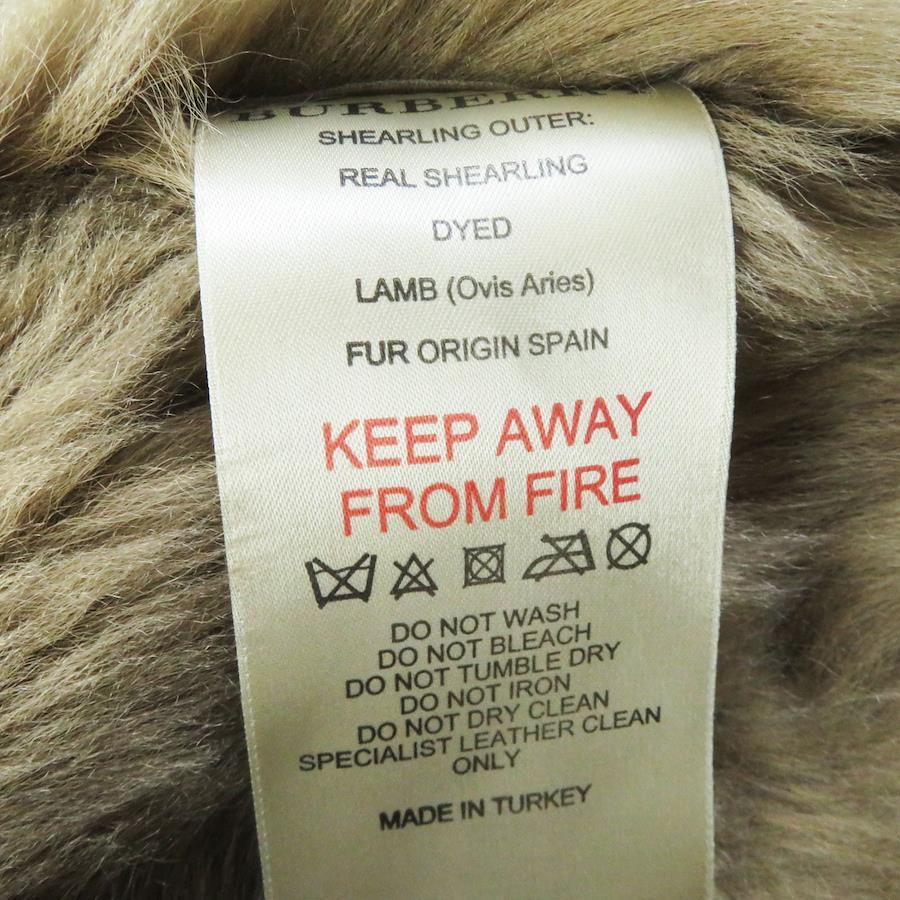 BURBERRY
SHEARLING OUTER:
REAL SHEARLING
DYED
LAMB (Ovis Aries)
FUR ORIGIN SPAIN
KEEP AWAY
FROM FIRE
DO NOT WASH
DO NOT BLEACH
DO NOT TUMBLE DRY
DO NOT IRON
DO NOT DRY CLEAN
SPECIALIST LEATHER CLEAN
ONLY
MADE IN TURKEY